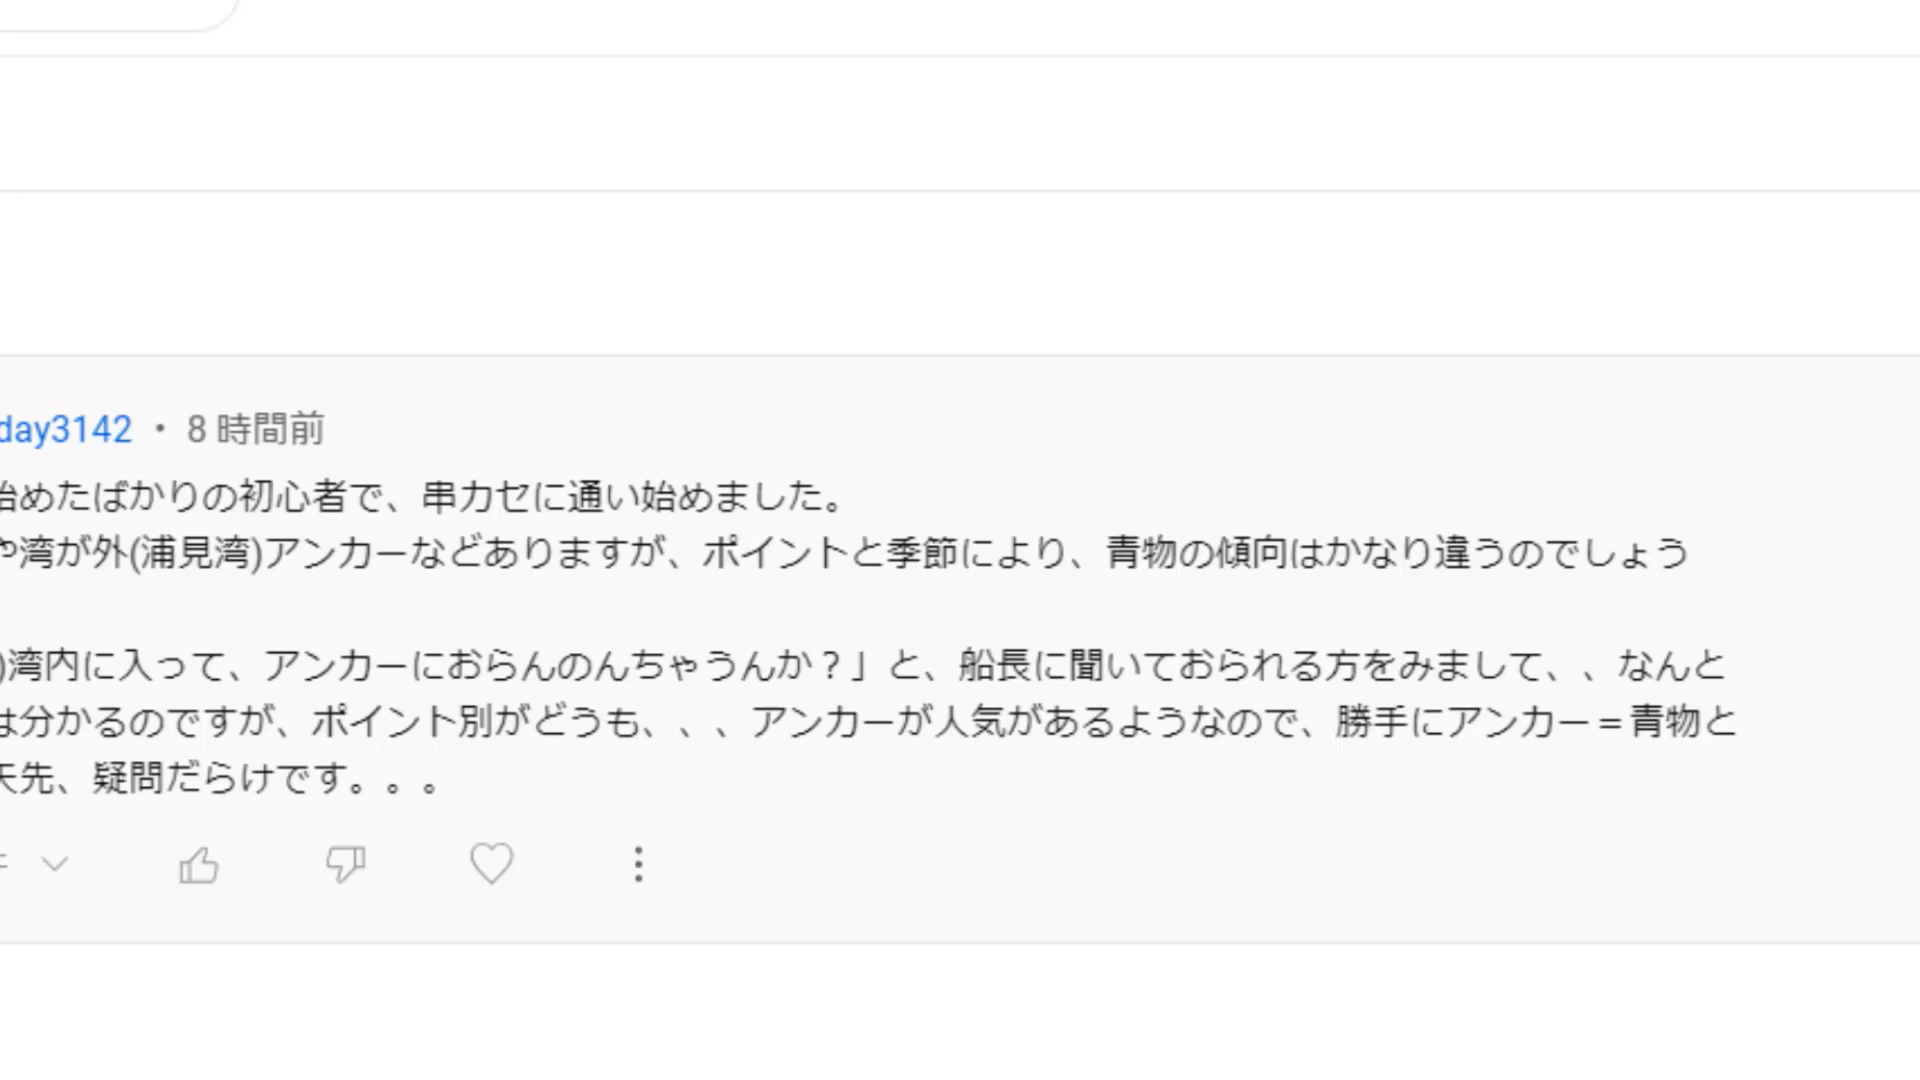 day3142 ・ 8 時間前
始めたばかりの初心者で、串カセに通い始めました。
や湾が外(浦見湾)アンカーなどありますが、ポイントと季節により、青物の傾向はかなり違うのでしょう
)湾内に入って、アンカーにおらんのんちゃうんか？」と、船長に聞いておられる方をみまして、、なんと
は分かるのですが、ポイント別がどうも、、、アンカーが人気があるようなので、勝手にアンカー＝青物と
矢先、疑問だらけです。。。